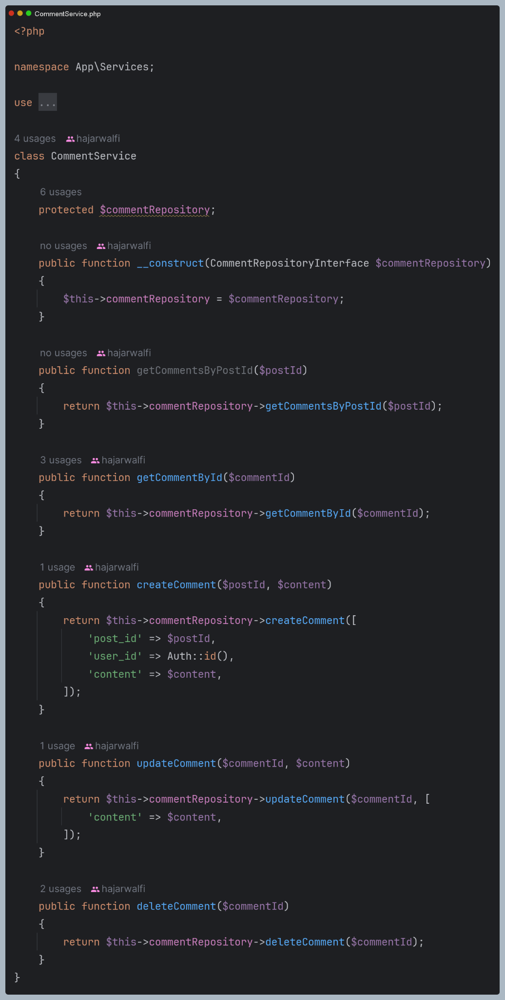 CommentService.php
<?php
namespace App\Services;
use ...
4 usages hajarwalfi
class CommentService
{
6 usages
protected $commentRepository;
no usages hajarwalfi
public function __construct(CommentRepositoryInterface $commentRepository)
{
$this->commentRepository = $commentRepository;
}
no usages hajarwalfi
public function getCommentsByPostId($postId)
{
return $this->commentRepository->getCommentsByPostId($postId);
}
3 usages hajarwalfi
public function getCommentById($commentId)
{
return $this->commentRepository->getCommentById($commentId);
}
1 usage hajarwalfi
public function createComment($postId, $content)
{
return $this->commentRepository->createComment([
'post_id' => $postId,
'user_id' => Auth::id(),
'content' => $content,
]);
}
1 usage hajarwalfi
public function updateComment($commentId, $content)
{
return $this->commentRepository->updateComment($commentId, [
'content' => $content,
]);
}
2 usages hajarwalfi
public function deleteComment($commentId)
{
return $this->commentRepository->deleteComment($commentId);
}
}